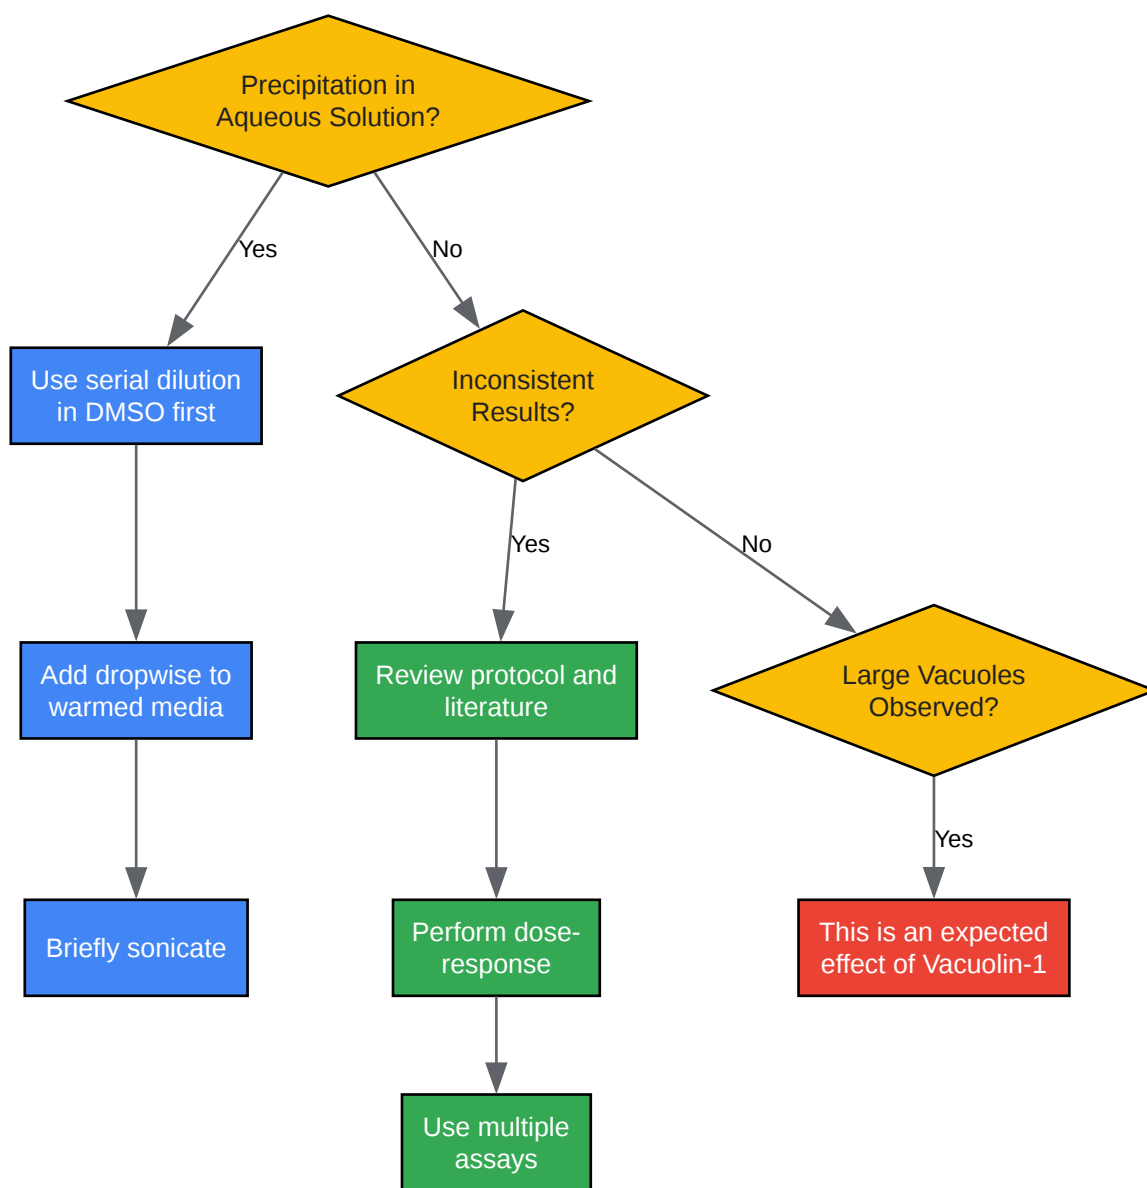 Precipitation in
Aqueous Solution?
Yes
No
Use serial dilution
in DMSO first
Inconsistent
Results?
Yes
No
Add dropwise to
warmed media
Review protocol and
literature
Large Vacuoles
Observed?
Yes
Briefly sonicate
Perform dose-
response
This is an expected
effect of Vacuolin-1
Use multiple
assays